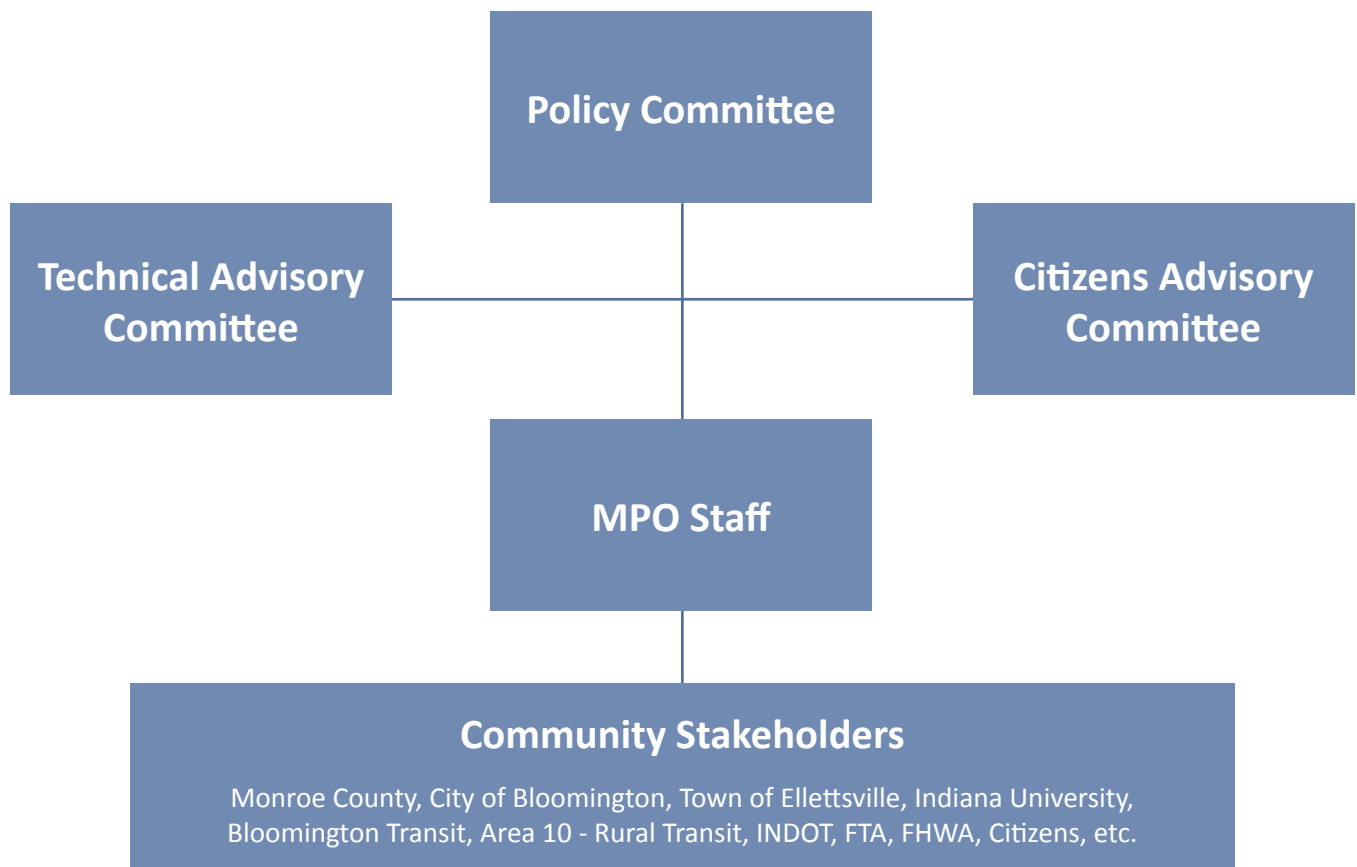 Policy Committee
Technical Advisory
Committee
Citizens Advisory
Committee
MPO Staff
Community Stakeholders
Monroe County, City of Bloomington, Town of Ellettsville, Indiana University,
Bloomington Transit, Area 10 - Rural Transit, INDOT, FTA, FHWA, Citizens, etc.